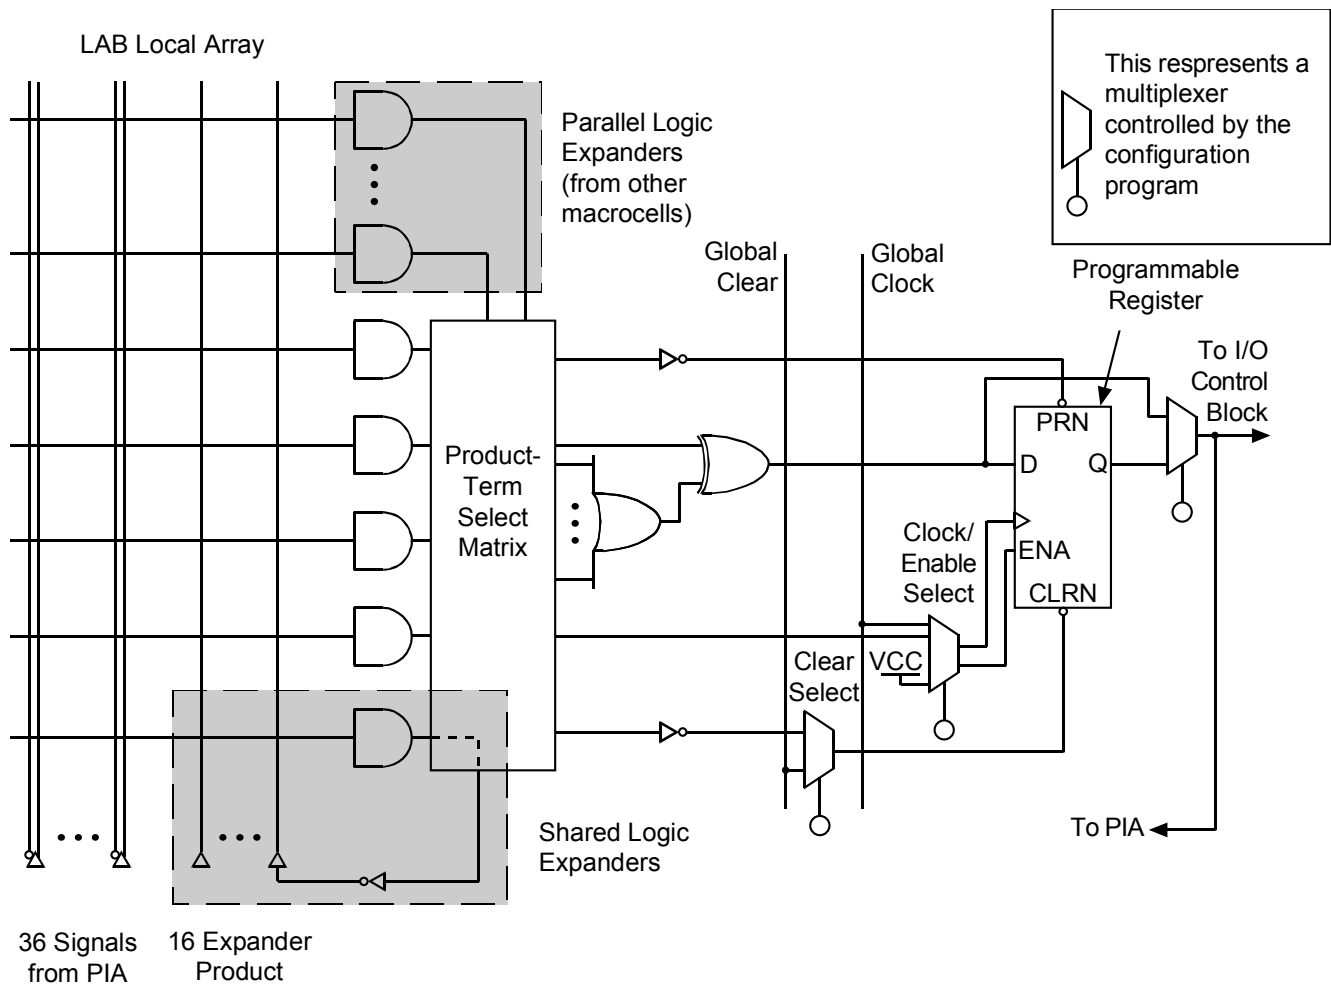 LAB Local Array
Parallel Logic
Expanders
(from other
macrocells)
This respresents a
multiplexer
controlled by the
configuration
program
Global
Clear
Global
Clock
Programmable
Register
To I/O
Control
Block
PRN
D
Q
ENA
CLRN
Product-
Term
Select
Matrix
Clock/
Enable
Select
VCC
Clear
Select
To PIA
Shared Logic
Expanders
36 Signals
from PIA
16 Expander
Product